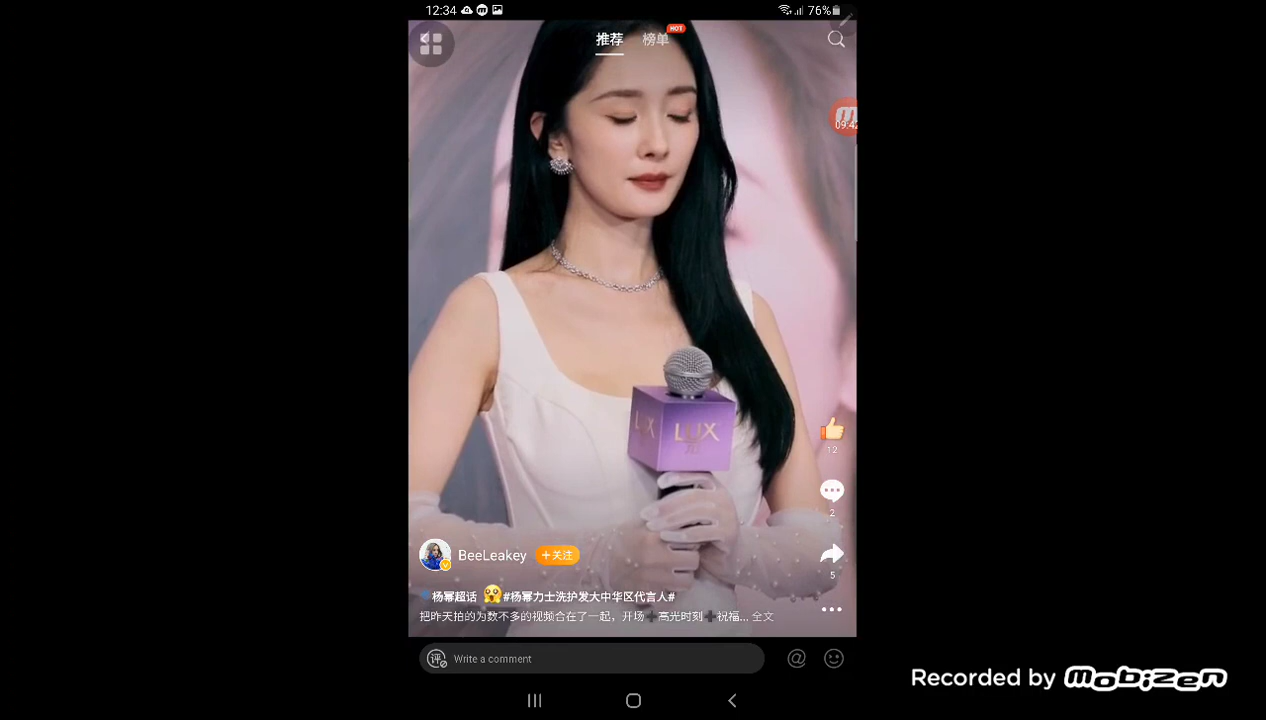 12:34
76%
推荐 榜单 HOT
09:42
LUX LUX
12
2
BeeLeakey +关注
5
杨幂超话 #杨幂力士洗护发大中华区代言人#
把昨天拍的为数不多的视频合在了一起，开场➕高光时刻➕祝福... 全文
评 Write a comment @
Recorded by mobizen